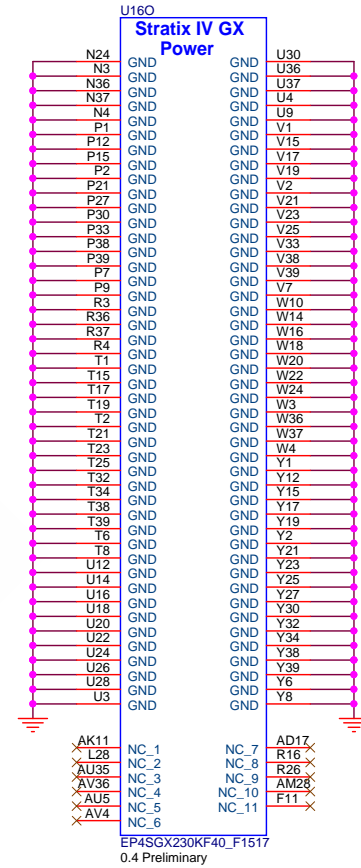 U16O
Stratix IV GX
Power
N24 GND GND U30
N3 GND GND U36
N36 GND GND U37
N37 GND GND U4
N4 GND GND U9
P1 GND GND V1
P12 GND GND V15
P15 GND GND V17
P2 GND GND V19
P21 GND GND V2
P27 GND GND V21
P30 GND GND V23
P33 GND GND V25
P38 GND GND V33
P39 GND GND V38
P7 GND GND V39
P9 GND GND V7
R3 GND GND W10
R36 GND GND W14
R37 GND GND W16
R4 GND GND W18
T1 GND GND W20
T15 GND GND W22
T17 GND GND W24
T19 GND GND W3
T2 GND GND W36
T21 GND GND W37
T23 GND GND W4
T25 GND GND Y1
T32 GND GND Y12
T34 GND GND Y15
T38 GND GND Y17
T39 GND GND Y19
T6 GND GND Y2
T8 GND GND Y21
U12 GND GND Y23
U14 GND GND Y25
U16 GND GND Y27
U18 GND GND Y30
U20 GND GND Y32
U22 GND GND Y34
U24 GND GND Y38
U26 GND GND Y39
U28 GND GND Y6
U3 GND GND Y8
AK11 NC_1 NC_7 AD17
L28 NC_2 NC_8 R16
AU35 NC_3 NC_9 R26
AV36 NC_4 NC_10 AM28
AU5 NC_5 NC_11 F11
AV4 NC_6
EP4SGX230KF40_F1517
0.4 Preliminary